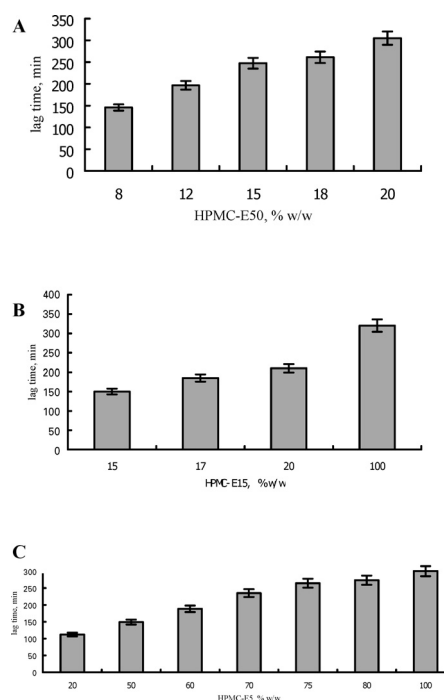 A
350
300
250
200
150
100
50
0
lag time, min
8 12 15 18 20
HPMC-E50, % w/w
B
400
350
300
250
200
150
100
50
0
lag time, min
15 17 20 100
HPMC-E15, % w/w
C
300
250
200
150
100
50
0
lag time, min
20 50 60 70 75 80 100
HPMC-E5, % w/w